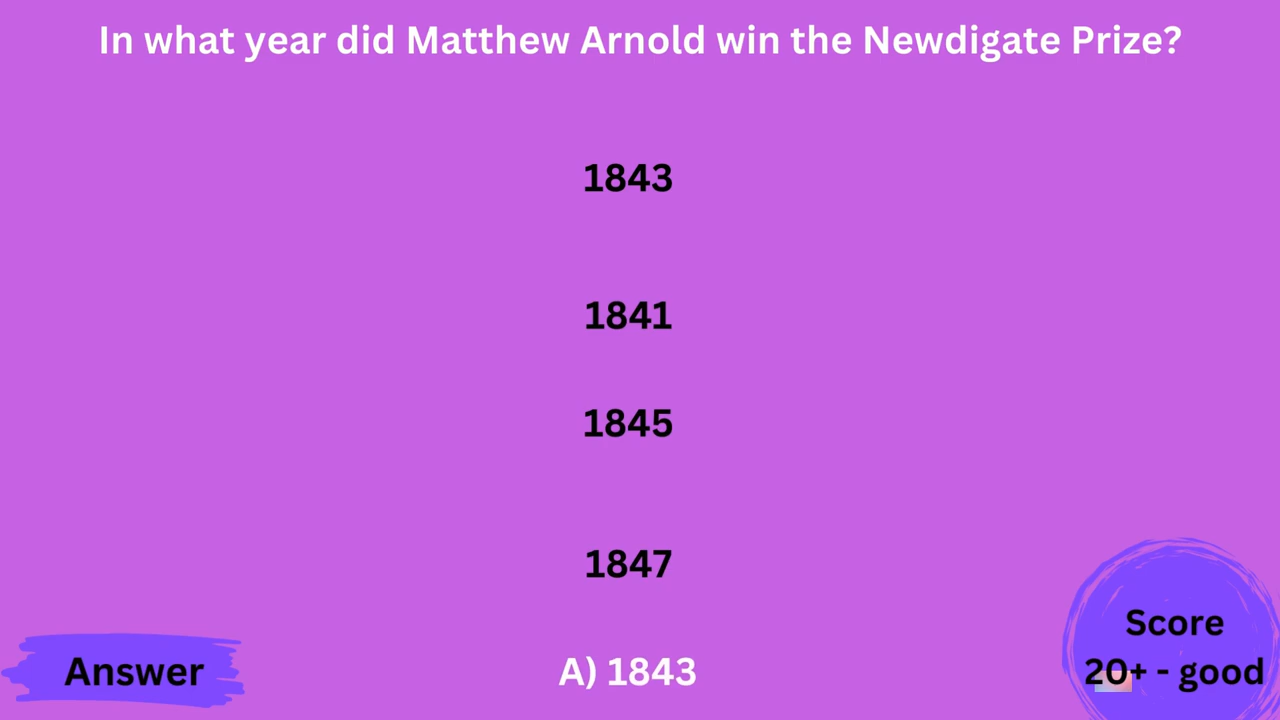 In what year did Matthew Arnold win the Newdigate Prize?
1843
1841
1845
1847
Answer
A) 1843
Score
20+ - good